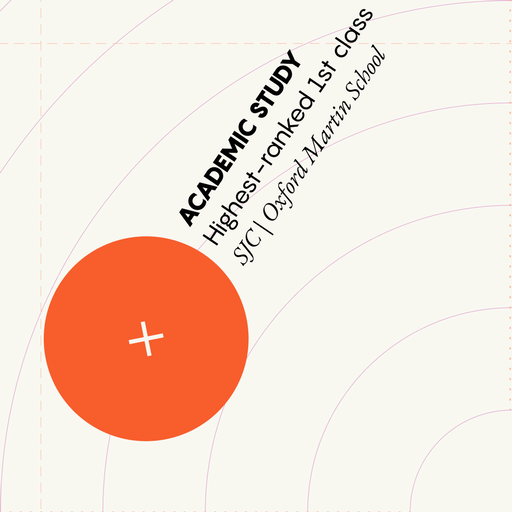 ACADEMIC STUDY
Highest-ranked 1st class
SJC | Oxford Martin School